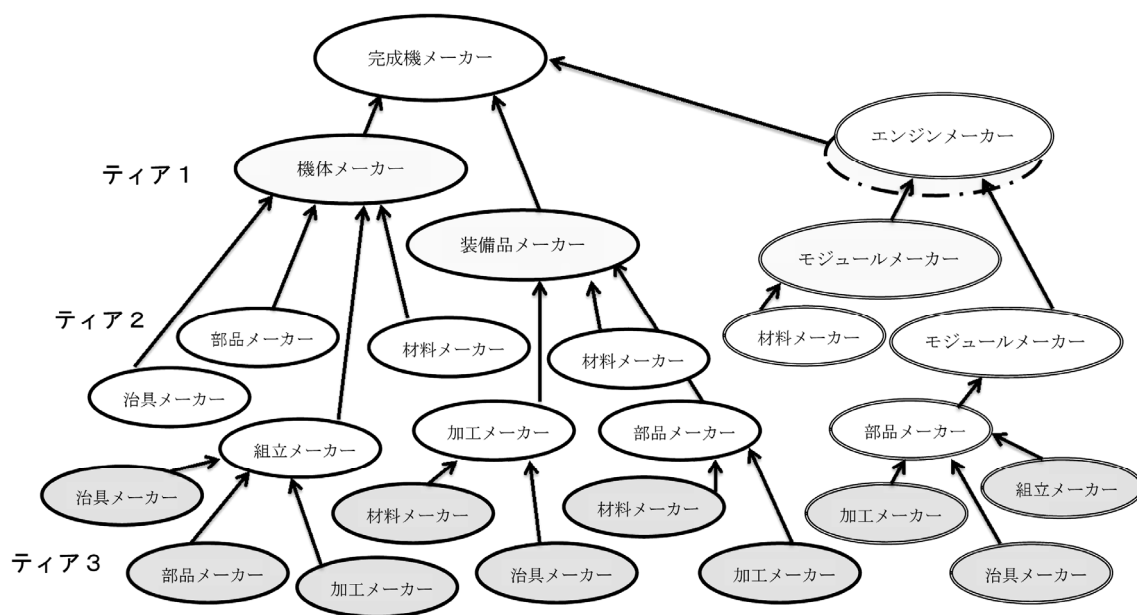 完成機メーカー
エンジンメーカー
ティア１
機体メーカー
装備品メーカー
モジュールメーカー
ティア２
部品メーカー
材料メーカー
材料メーカー
材料メーカー
モジュールメーカー
治具メーカー
組立メーカー
加工メーカー
部品メーカー
部品メーカー
治具メーカー
材料メーカー
材料メーカー
加工メーカー
組立メーカー
ティア３
部品メーカー
加工メーカー
治具メーカー
加工メーカー
治具メーカー